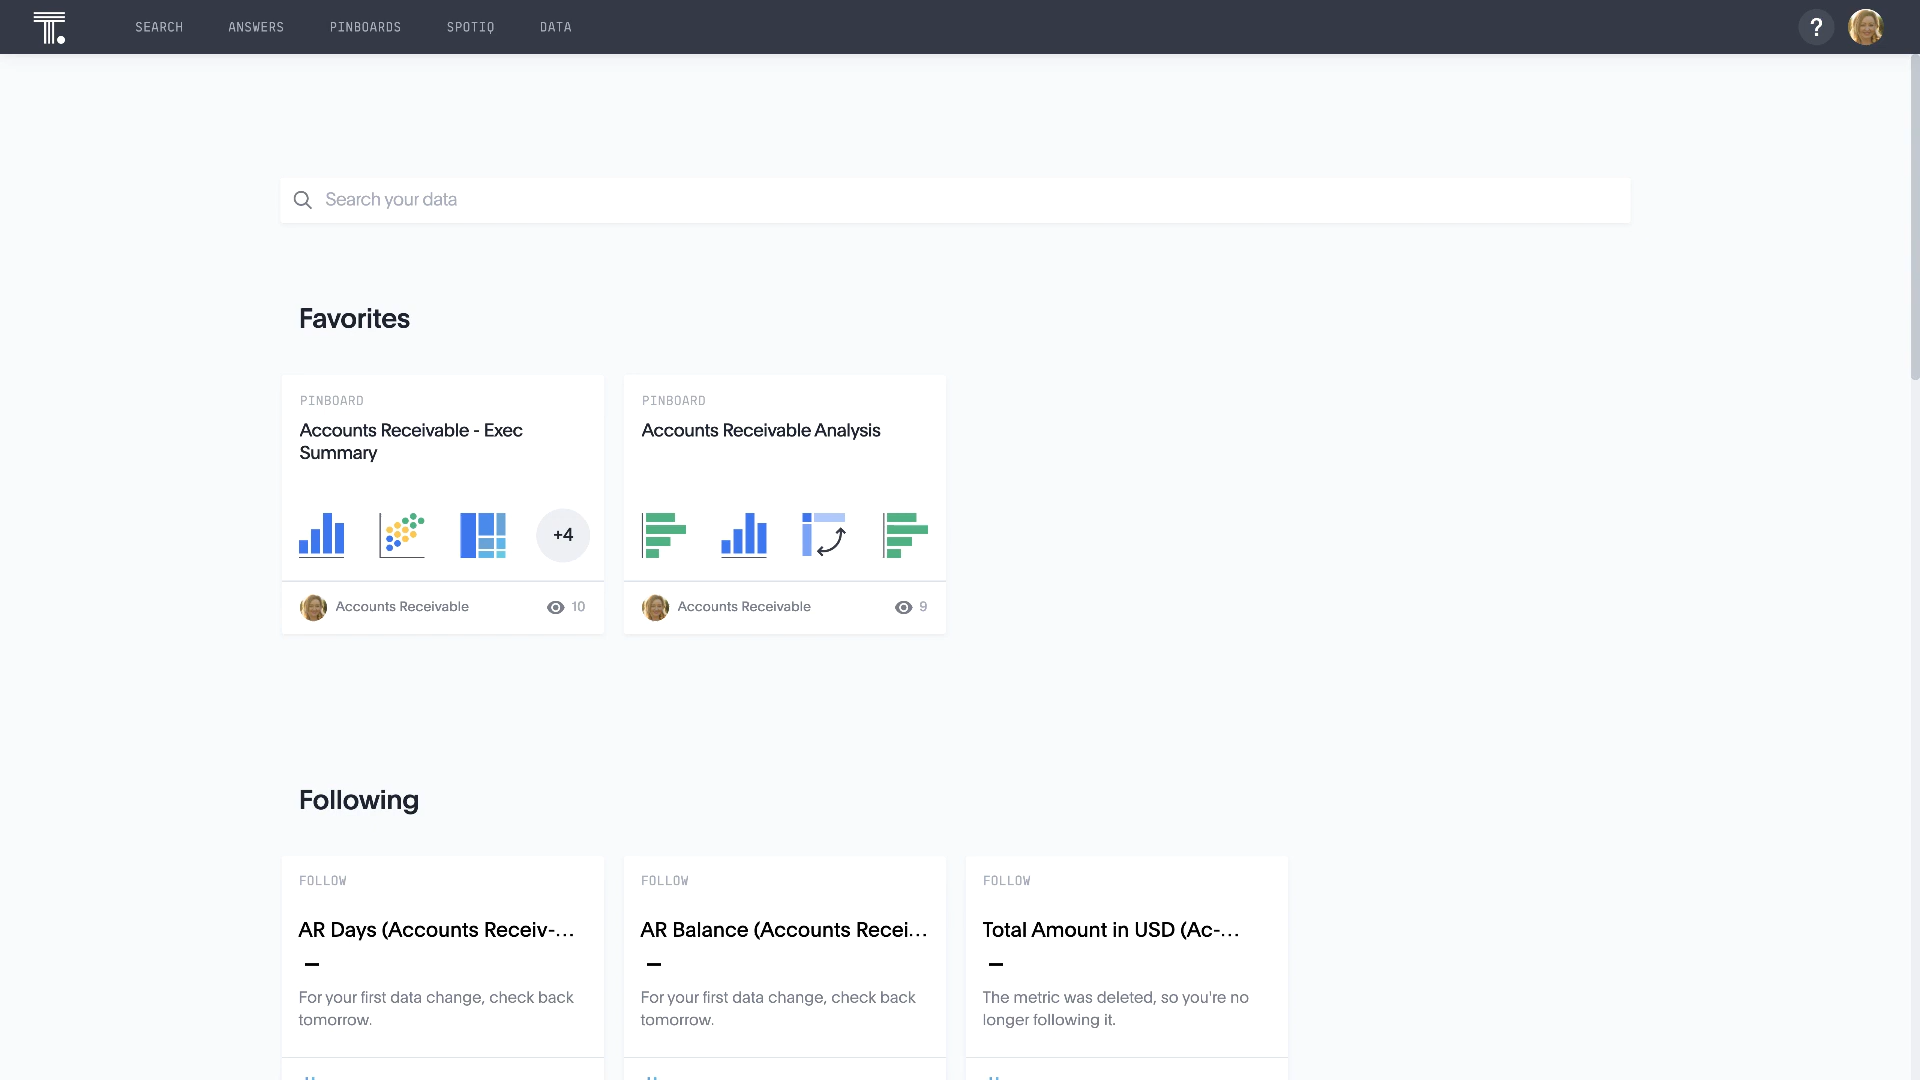 T.
SEARCH
ANSWERS
PINBOARDS
SPOTIQ
DATA
?
Search your data
Favorites
PINBOARD
Accounts Receivable - Exec
Summary
+4
Accounts Receivable
10
PINBOARD
Accounts Receivable Analysis
Accounts Receivable
9
Following
FOLLOW
AR Days (Accounts Receiv-...
–
For your first data change, check back
tomorrow.
FOLLOW
AR Balance (Accounts Recei...
–
For your first data change, check back
tomorrow.
FOLLOW
Total Amount in USD (Ac-...
–
The metric was deleted, so you're no
longer following it.